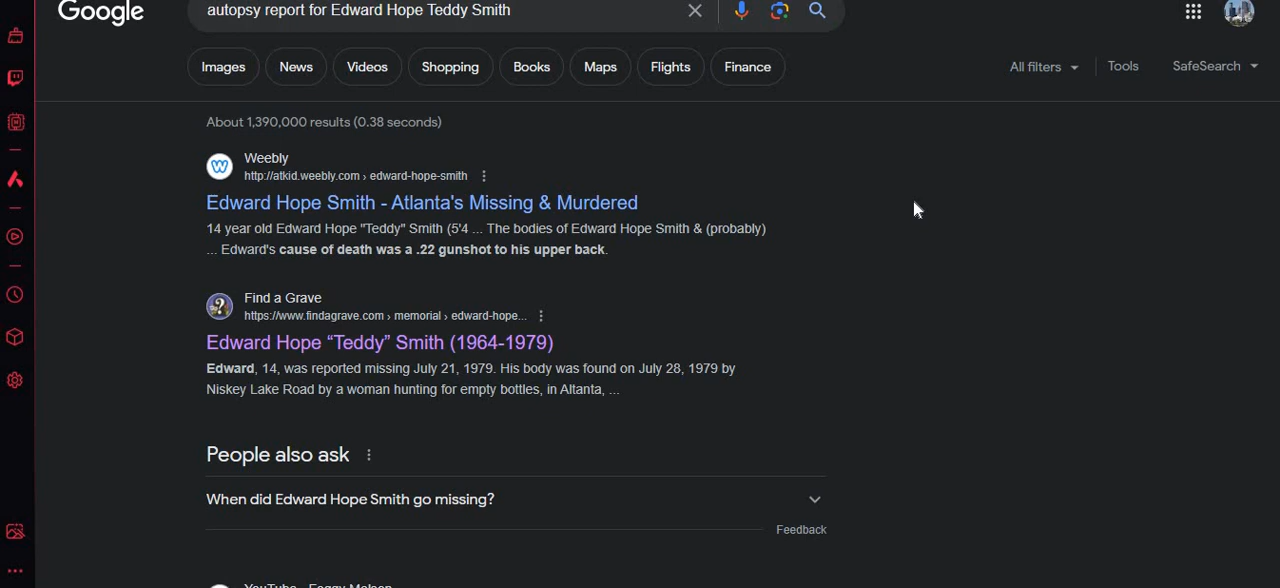 Google
autopsy report for Edward Hope Teddy Smith
Images
News
Videos
Shopping
Books
Maps
Flights
Finance
All filters
Tools
SafeSearch
About 1,390,000 results (0.38 seconds)
Weebly
http://atkid.weebly.com › edward-hope-smith
Edward Hope Smith - Atlanta's Missing & Murdered
14 year old Edward Hope "Teddy" Smith (5'4 ... The bodies of Edward Hope Smith & (probably)
... Edward's cause of death was a .22 gunshot to his upper back.
Find a Grave
https://www.findagrave.com › memorial › edward-hope...
Edward Hope “Teddy” Smith (1964-1979)
Edward, 14, was reported missing July 21, 1979. His body was found on July 28, 1979 by
Niskey Lake Road by a woman hunting for empty bottles, in Altanta, ...
People also ask
When did Edward Hope Smith go missing?
Feedback